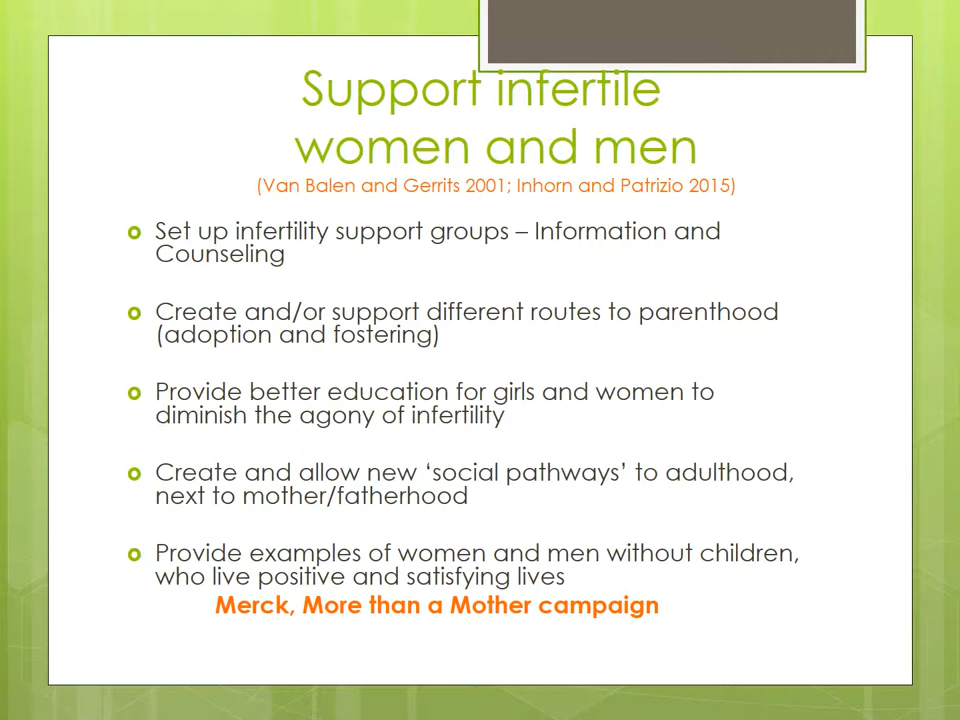 Support infertile
women and men
(Van Balen and Gerrits 2001; Inhorn and Patrizio 2015)
Set up infertility support groups – Information and
Counseling
Create and/or support different routes to parenthood
(adoption and fostering)
Provide better education for girls and women to
diminish the agony of infertility
Create and allow new ‘social pathways’ to adulthood,
next to mother/fatherhood
Provide examples of women and men without children,
who live positive and satisfying lives
Merck, More than a Mother campaign